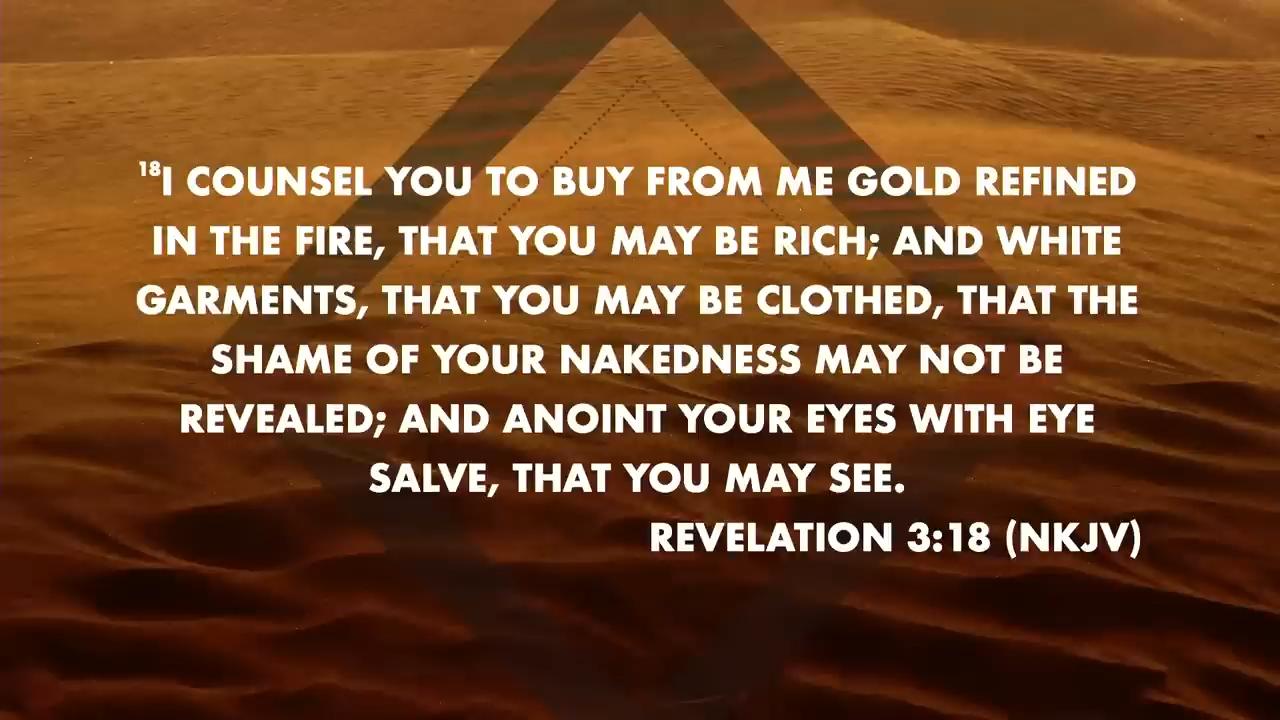 ¹⁸I COUNSEL YOU TO BUY FROM ME GOLD REFINED
IN THE FIRE, THAT YOU MAY BE RICH; AND WHITE
GARMENTS, THAT YOU MAY BE CLOTHED, THAT THE
SHAME OF YOUR NAKEDNESS MAY NOT BE
REVEALED; AND ANOINT YOUR EYES WITH EYE
SALVE, THAT YOU MAY SEE.
REVELATION 3:18 (NKJV)